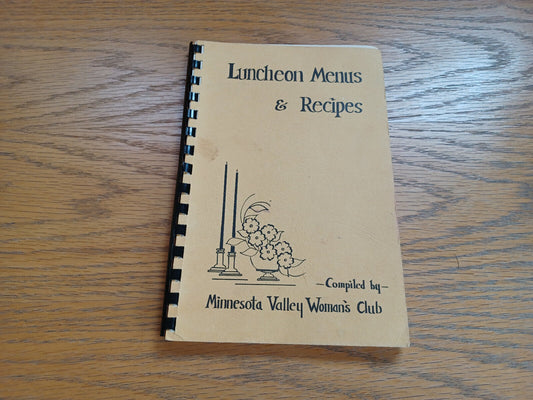 Luncheon Menus
& Recipes
—Compiled by—
Minnesota Valley Woman's Club